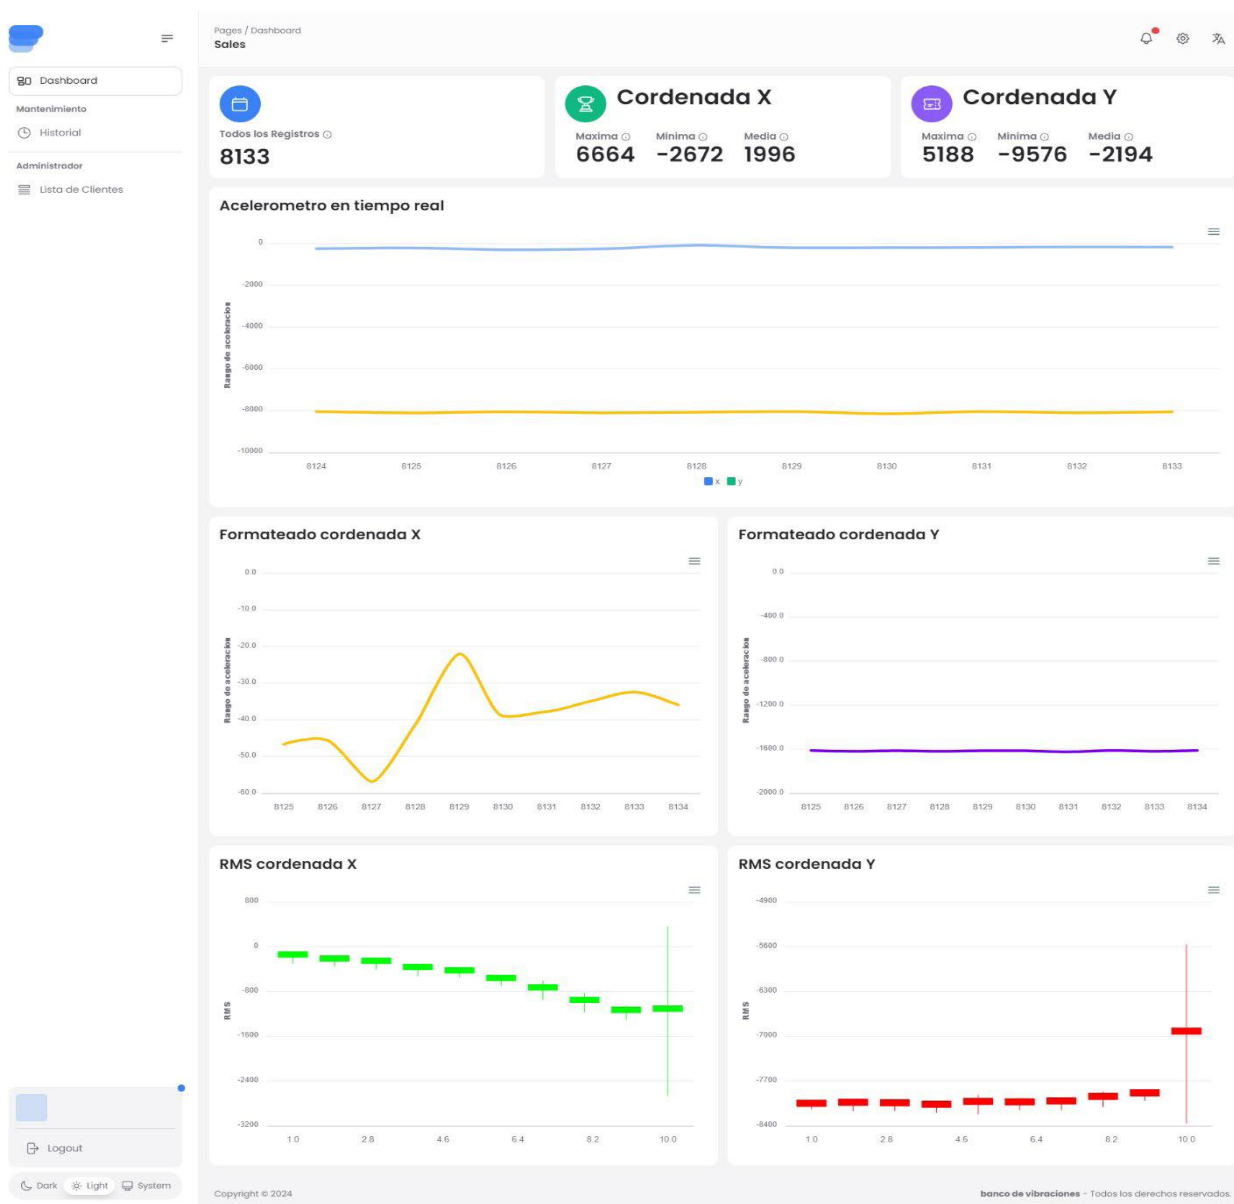 Pages / Dashboard
Sales
Dashboard
Mantenimiento
Historial
Administrador
Lista de Clientes
Todos los Registros
8133
Cordenada X
Maxima Minima Media
6664 -2672 1996
Cordenada Y
Maxima Minima Media
5188 -9576 -2194
Acelerometro en tiempo real
Rango de aceleracion
0
-2000
-4000
-6000
-8000
-10000
8124 8125 8126 8127 8128 8129 8130 8131 8132 8133
x y
Formateado cordenada X
Rango de aceleracion
0.0
-10.0
-20.0
-30.0
-40.0
-50.0
-60.0
8125 8126 8127 8128 8129 8130 8131 8132 8133 8134
Formateado cordenada Y
Rango de aceleracion
0.0
-400.0
-800.0
-1200.0
-1600.0
-2000.0
8125 8126 8127 8128 8129 8130 8131 8132 8133 8134
RMS cordenada X
RMS
800
0
-800
-1600
-2400
-3200
1.0 2.8 4.6 6.4 8.2 10.0
RMS cordenada Y
RMS
-4900
-5600
-6300
-7000
-7700
-8400
1.0 2.8 4.6 6.4 8.2 10.0
Logout
Dark Light System
Copyright © 2024
banco de vibraciones - Todos los derechos reservados.